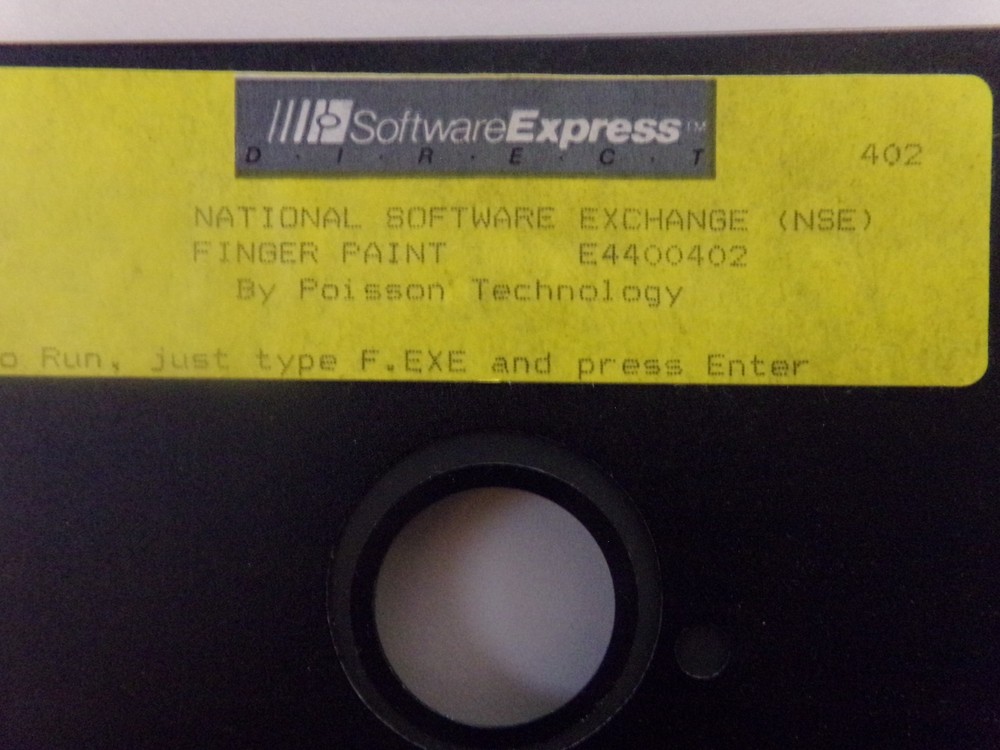 SoftwareExpress™
D · I · R · E · C · T
402
NATIONAL SOFTWARE EXCHANGE (NSE)
FINGER PAINT E4400402
By Poisson Technology
o Run, just type F.EXE and press Enter